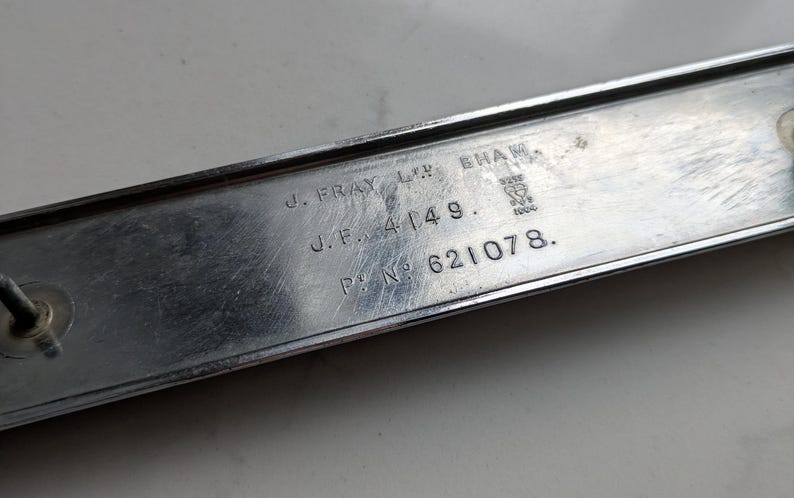 J. FRAY LTD BHAM.
J.F. 4149.
PT. No. 621078.